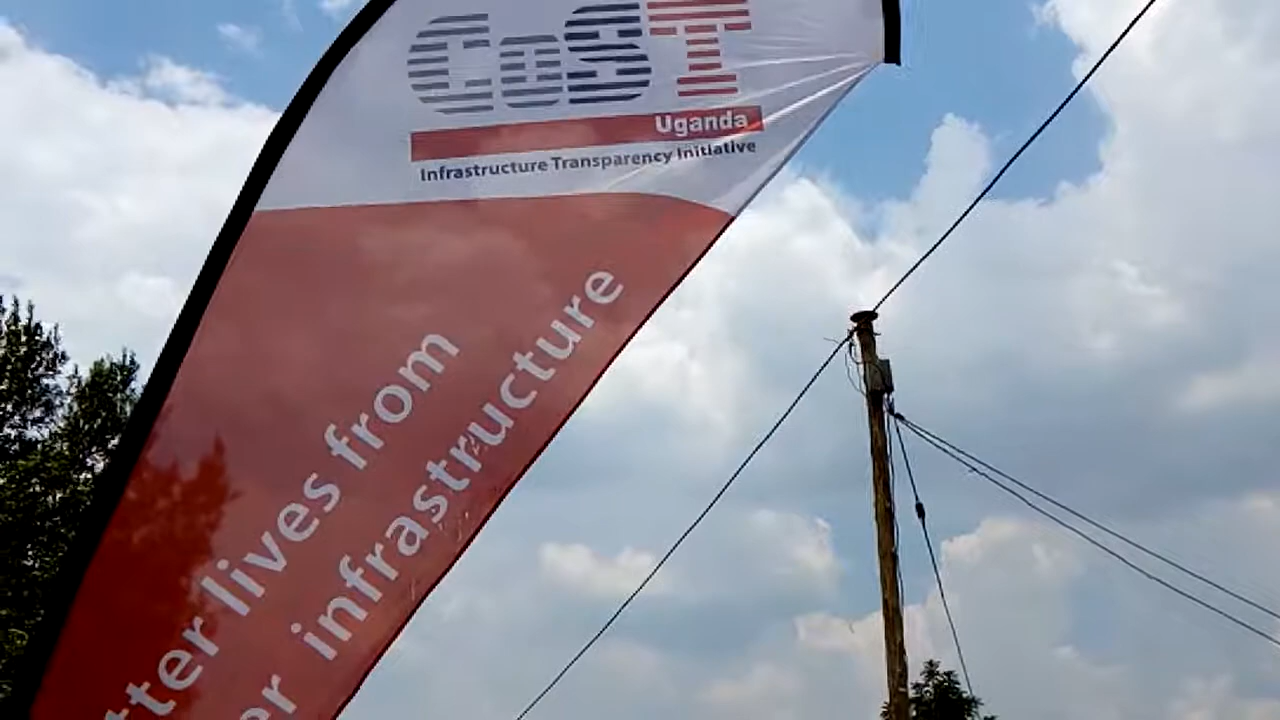 CoST
Uganda
Infrastructure Transparency Initiative
lives from
infrastructure